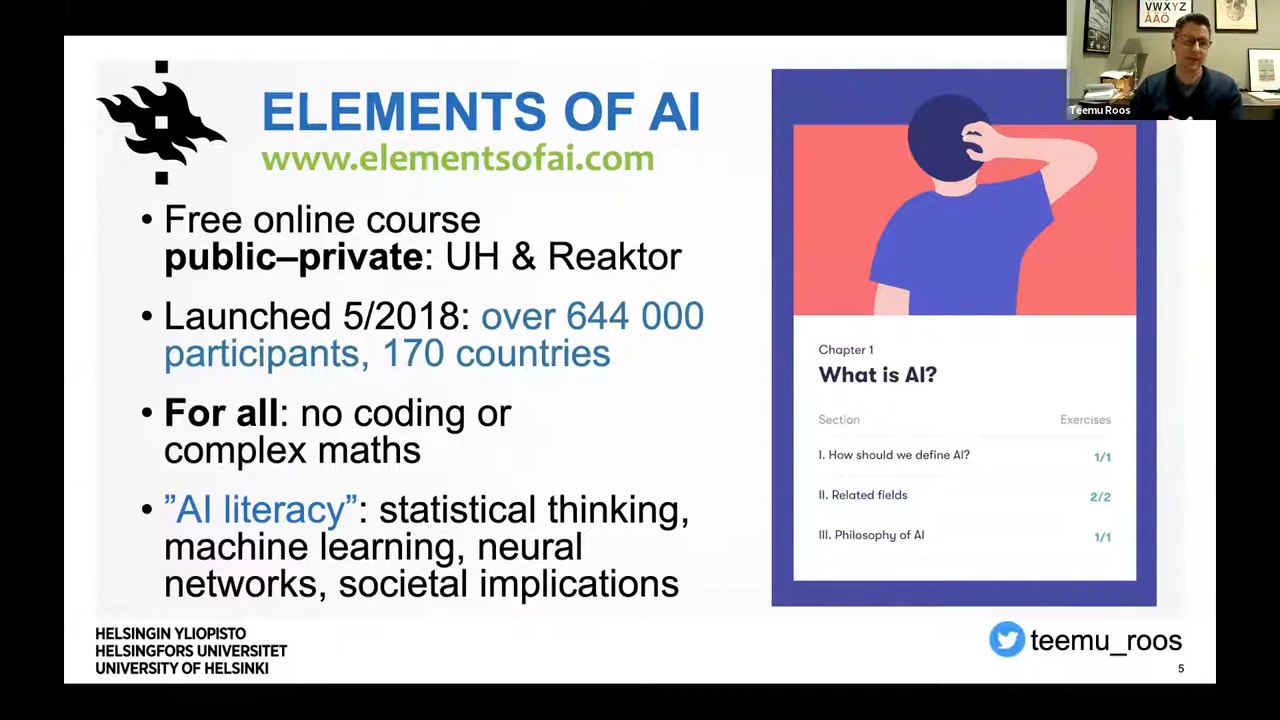 VWXYZ
ÅÄÖ
Teemu Roos
ELEMENTS OF AI
www.elementsofai.com
• Free online course
public–private: UH & Reaktor
• Launched 5/2018: over 644 000
participants, 170 countries
• For all: no coding or
complex maths
• ”AI literacy”: statistical thinking,
machine learning, neural
networks, societal implications
Chapter 1
What is AI?
Section Exercises
I. How should we define AI? 1/1
II. Related fields 2/2
III. Philosophy of AI 1/1
HELSINGIN YLIOPISTO
HELSINGFORS UNIVERSITET
UNIVERSITY OF HELSINKI
teemu_roos
5